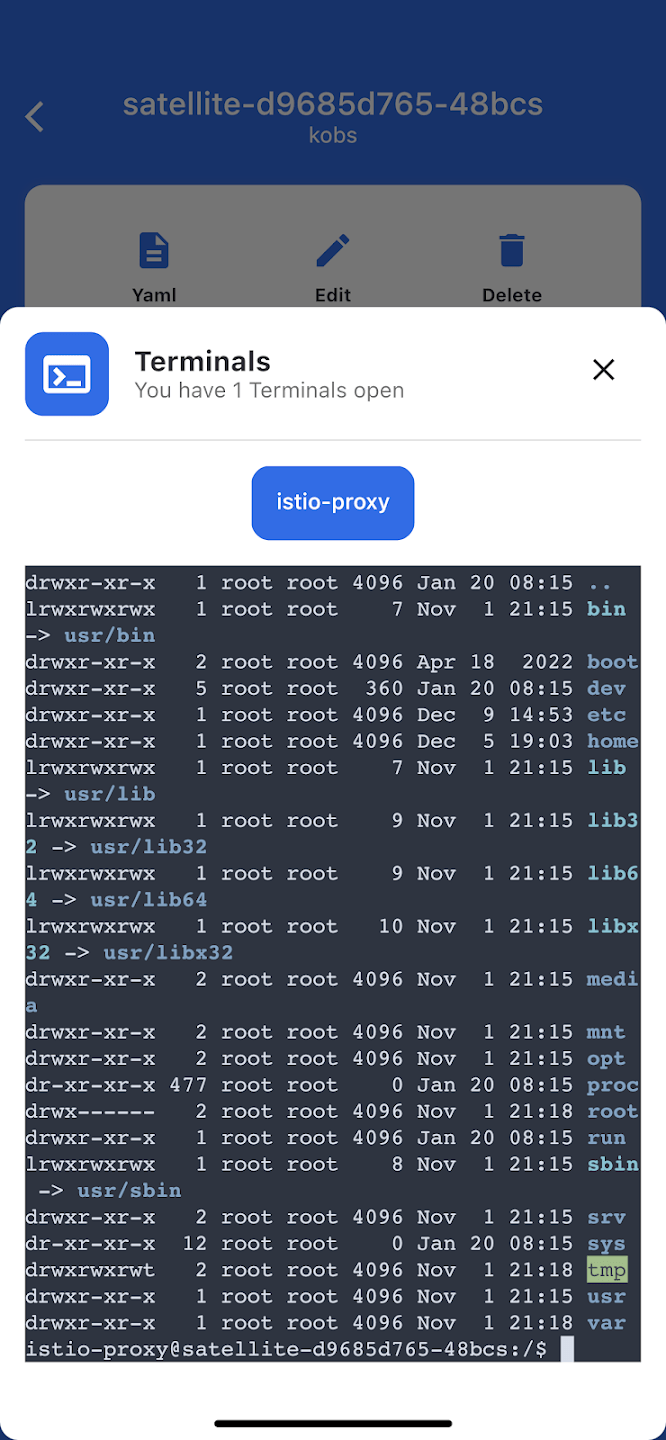 satellite-d9685d765-48bcs
kobs
Yaml Edit Delete
Terminals
You have 1 Terminals open
istio-proxy
drwxr-xr-x   1 root root 4096 Jan 20 08:15 ..
lrwxrwxrwx   1 root root    7 Nov  1 21:15 bin
-> usr/bin
drwxr-xr-x   2 root root 4096 Apr 18  2022 boot
drwxr-xr-x   5 root root  360 Jan 20 08:15 dev
drwxr-xr-x   1 root root 4096 Dec  9 14:53 etc
drwxr-xr-x   1 root root 4096 Dec  5 19:03 home
lrwxrwxrwx   1 root root    7 Nov  1 21:15 lib
-> usr/lib
lrwxrwxrwx   1 root root    9 Nov  1 21:15 lib3
2 -> usr/lib32
lrwxrwxrwx   1 root root    9 Nov  1 21:15 lib6
4 -> usr/lib64
lrwxrwxrwx   1 root root   10 Nov  1 21:15 libx
32 -> usr/libx32
drwxr-xr-x   2 root root 4096 Nov  1 21:15 medi
a
drwxr-xr-x   2 root root 4096 Nov  1 21:15 mnt
drwxr-xr-x   2 root root 4096 Nov  1 21:15 opt
dr-xr-xr-x 477 root root    0 Jan 20 08:15 proc
drwx------   2 root root 4096 Nov  1 21:18 root
drwxr-xr-x   1 root root 4096 Jan 20 08:15 run
lrwxrwxrwx   1 root root    8 Nov  1 21:15 sbin
 -> usr/sbin
drwxr-xr-x   2 root root 4096 Nov  1 21:15 srv
dr-xr-xr-x  12 root root    0 Jan 20 08:15 sys
drwxrwxrwt   2 root root 4096 Nov  1 21:18 tmp
drwxr-xr-x   1 root root 4096 Nov  1 21:15 usr
drwxr-xr-x   1 root root 4096 Nov  1 21:18 var
istio-proxy@satellite-d9685d765-48bcs:/$